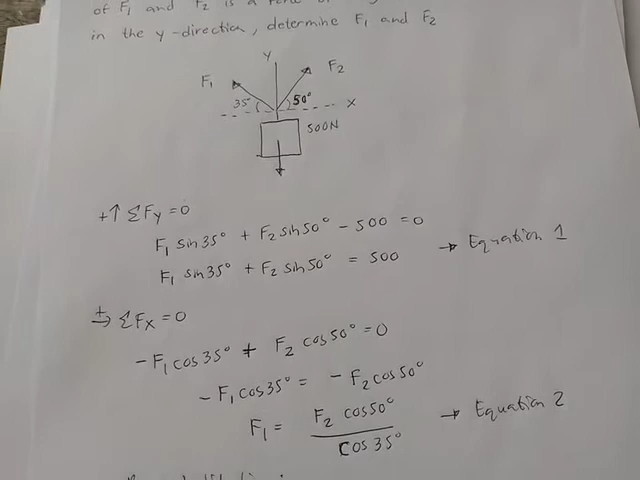 of F₁ and F₂ is a
in the y-direction, determine F₁ and F₂
y
F₁ F₂
35° 50° x
500N
+↑ ΣFy = 0
F₁ sin35° + F₂ sin50° - 500 = 0
F₁ sin35° + F₂ sin50° = 500 → Equation 1
+→ ΣFx = 0
-F₁ cos35° + F₂ cos50° = 0
-F₁ cos35° = -F₂ cos50°
F₁ = F₂ cos50° / cos35° → Equation 2